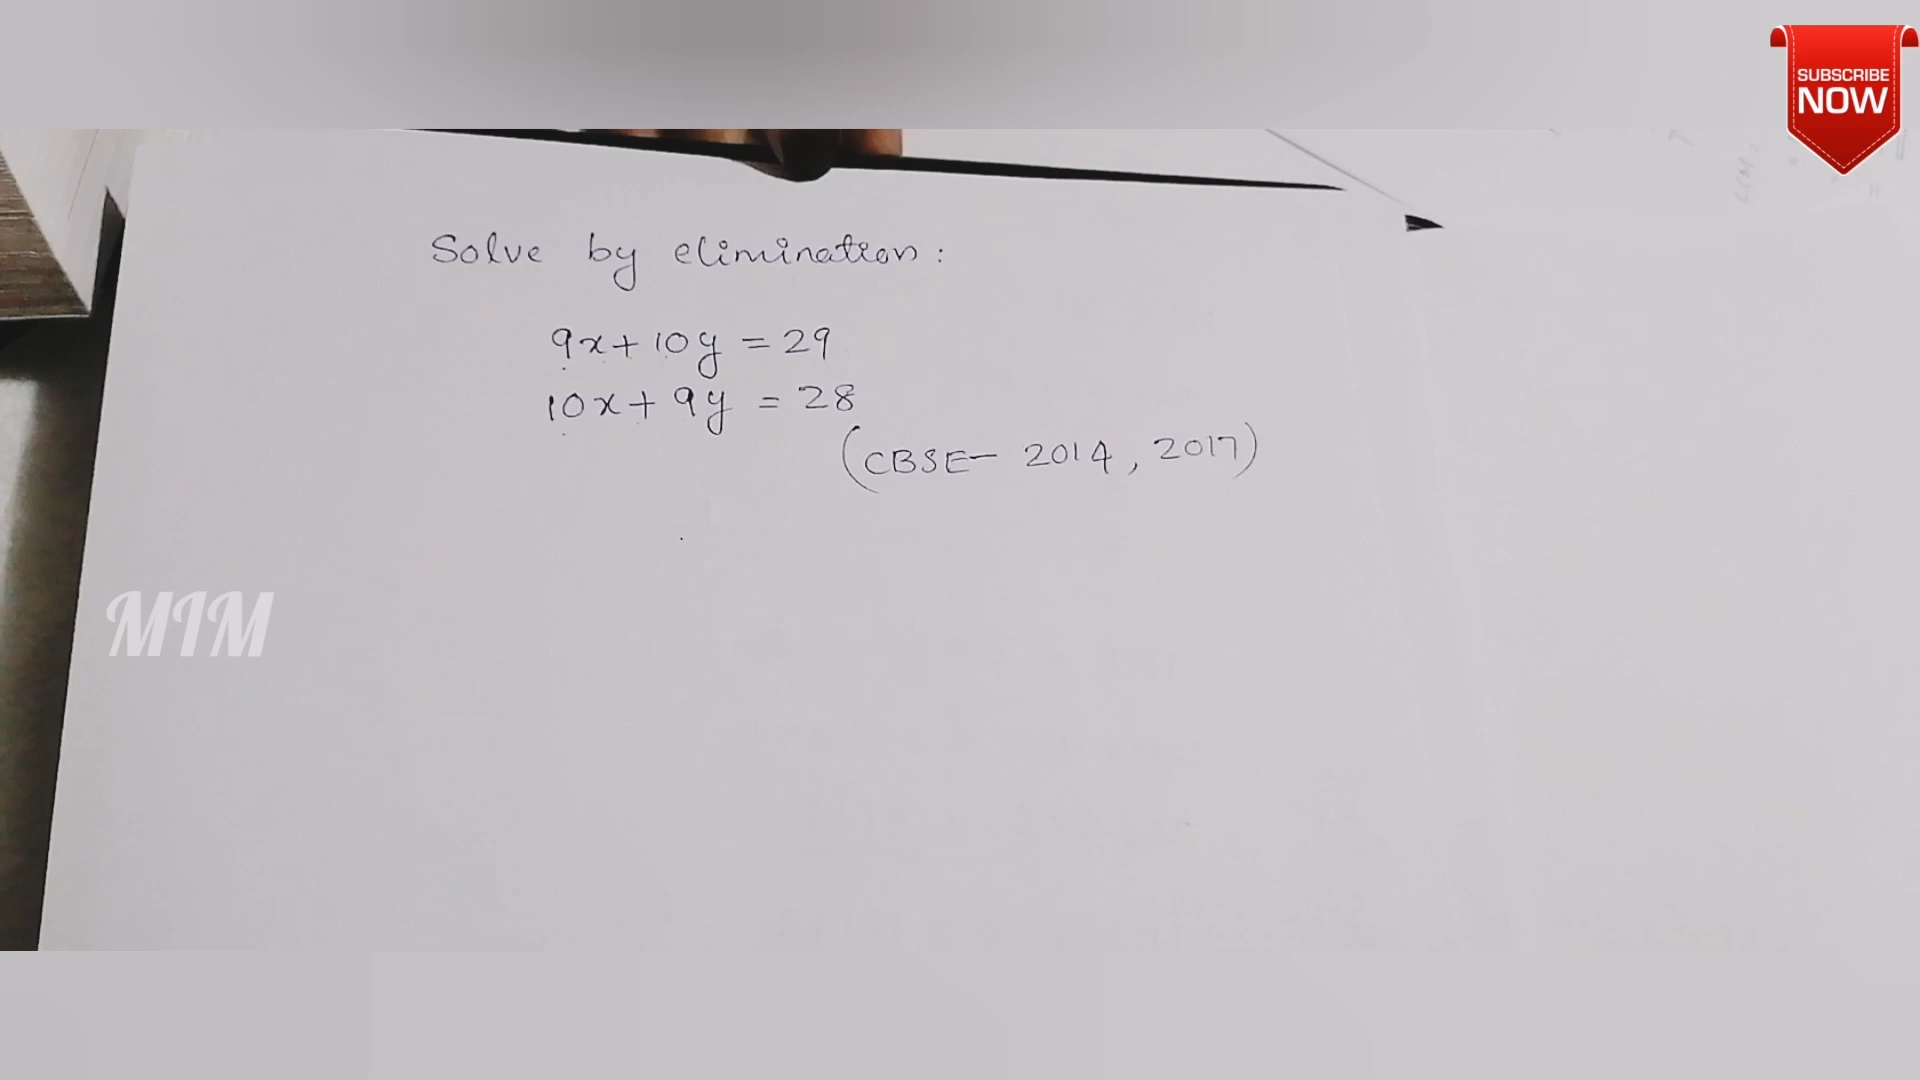 SUBSCRIBE
NOW
Solve by elimination:
9x + 10y = 29
10x + 9y = 28
(CBSE- 2014, 2017)
MIM